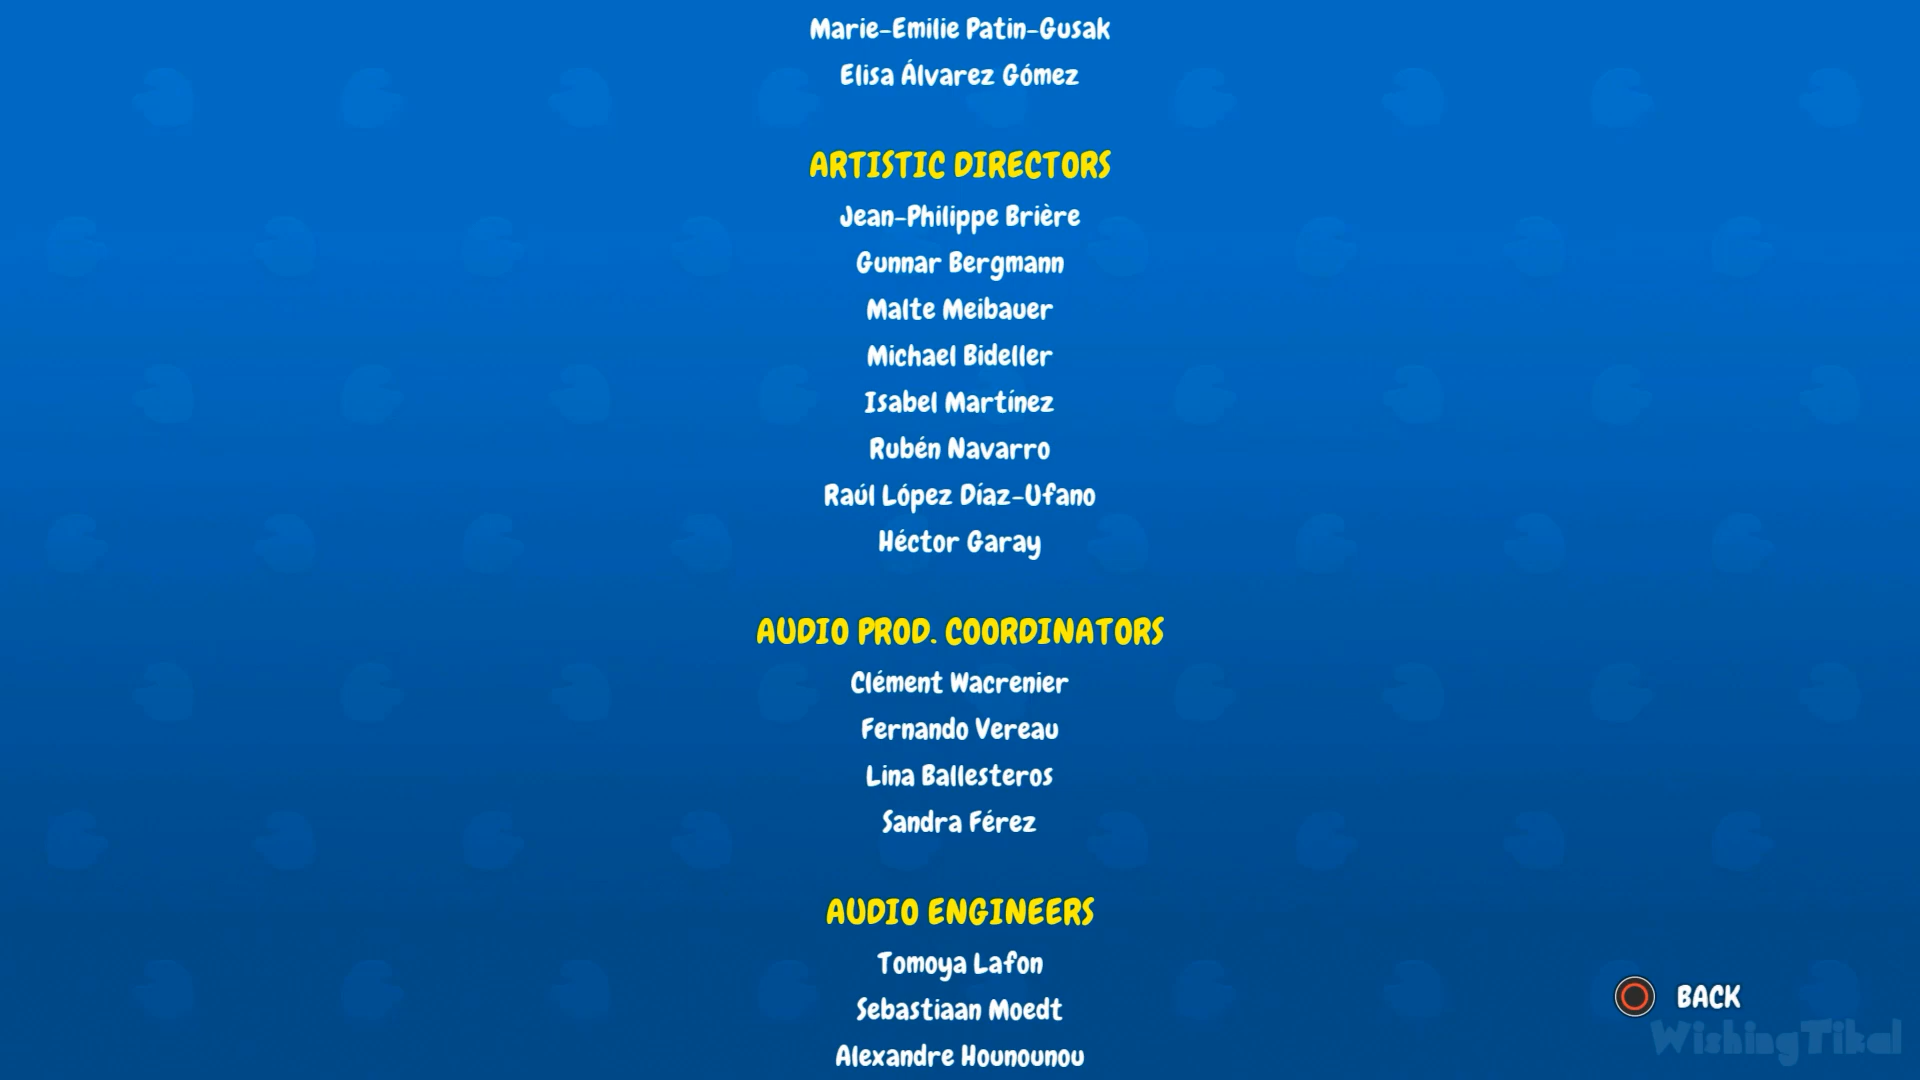 Marie-Emilie Patin-Gusak
Elisa Álvarez Gómez
ARTISTIC DIRECTORS
Jean-Philippe Brière
Gunnar Bergmann
Malte Meibauer
Michael Bideller
Isabel Martínez
Rubén Navarro
Raúl López Díaz-Ufano
Héctor Garay
AUDIO PROD. COORDINATORS
Clément Wacrenier
Fernando Vereau
Lina Ballesteros
Sandra Férez
AUDIO ENGINEERS
Tomoya Lafon
Sebastiaan Moedt
Alexandre Hounounou
BACK
WishingTikal